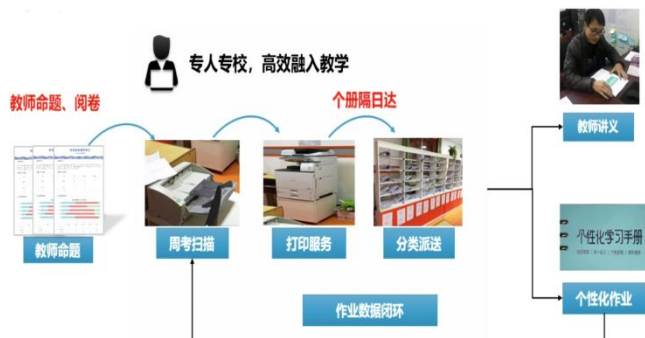 专人专校，高效融入教学
教师命题、阅卷
个册隔日达
教师命题
周考扫描
打印服务
分类派送
教师讲义
个性化学习手册
个性化作业
作业数据闭环